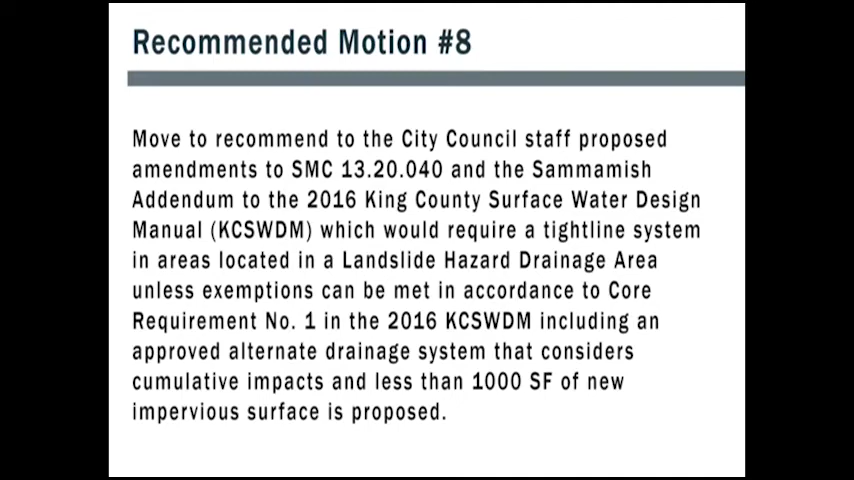 Recommended Motion #8
Move to recommend to the City Council staff proposed
amendments to SMC 13.20.040 and the Sammamish
Addendum to the 2016 King County Surface Water Design
Manual (KCSWDM) which would require a tightline system
in areas located in a Landslide Hazard Drainage Area
unless exemptions can be met in accordance to Core
Requirement No. 1 in the 2016 KCSWDM including an
approved alternate drainage system that considers
cumulative impacts and less than 1000 SF of new
impervious surface is proposed.